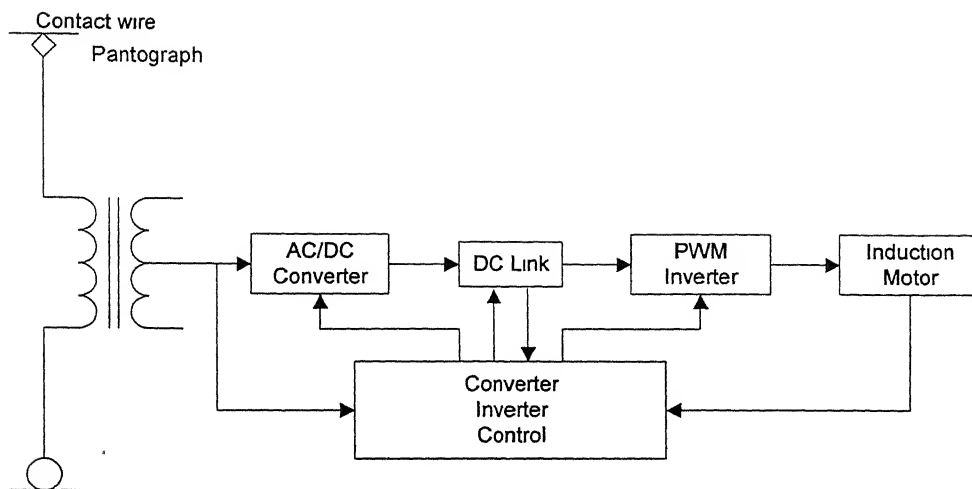 Contact wire
Pantograph
AC/DC
Converter
DC Link
PWM
Inverter
Induction
Motor
Converter
Inverter
Control